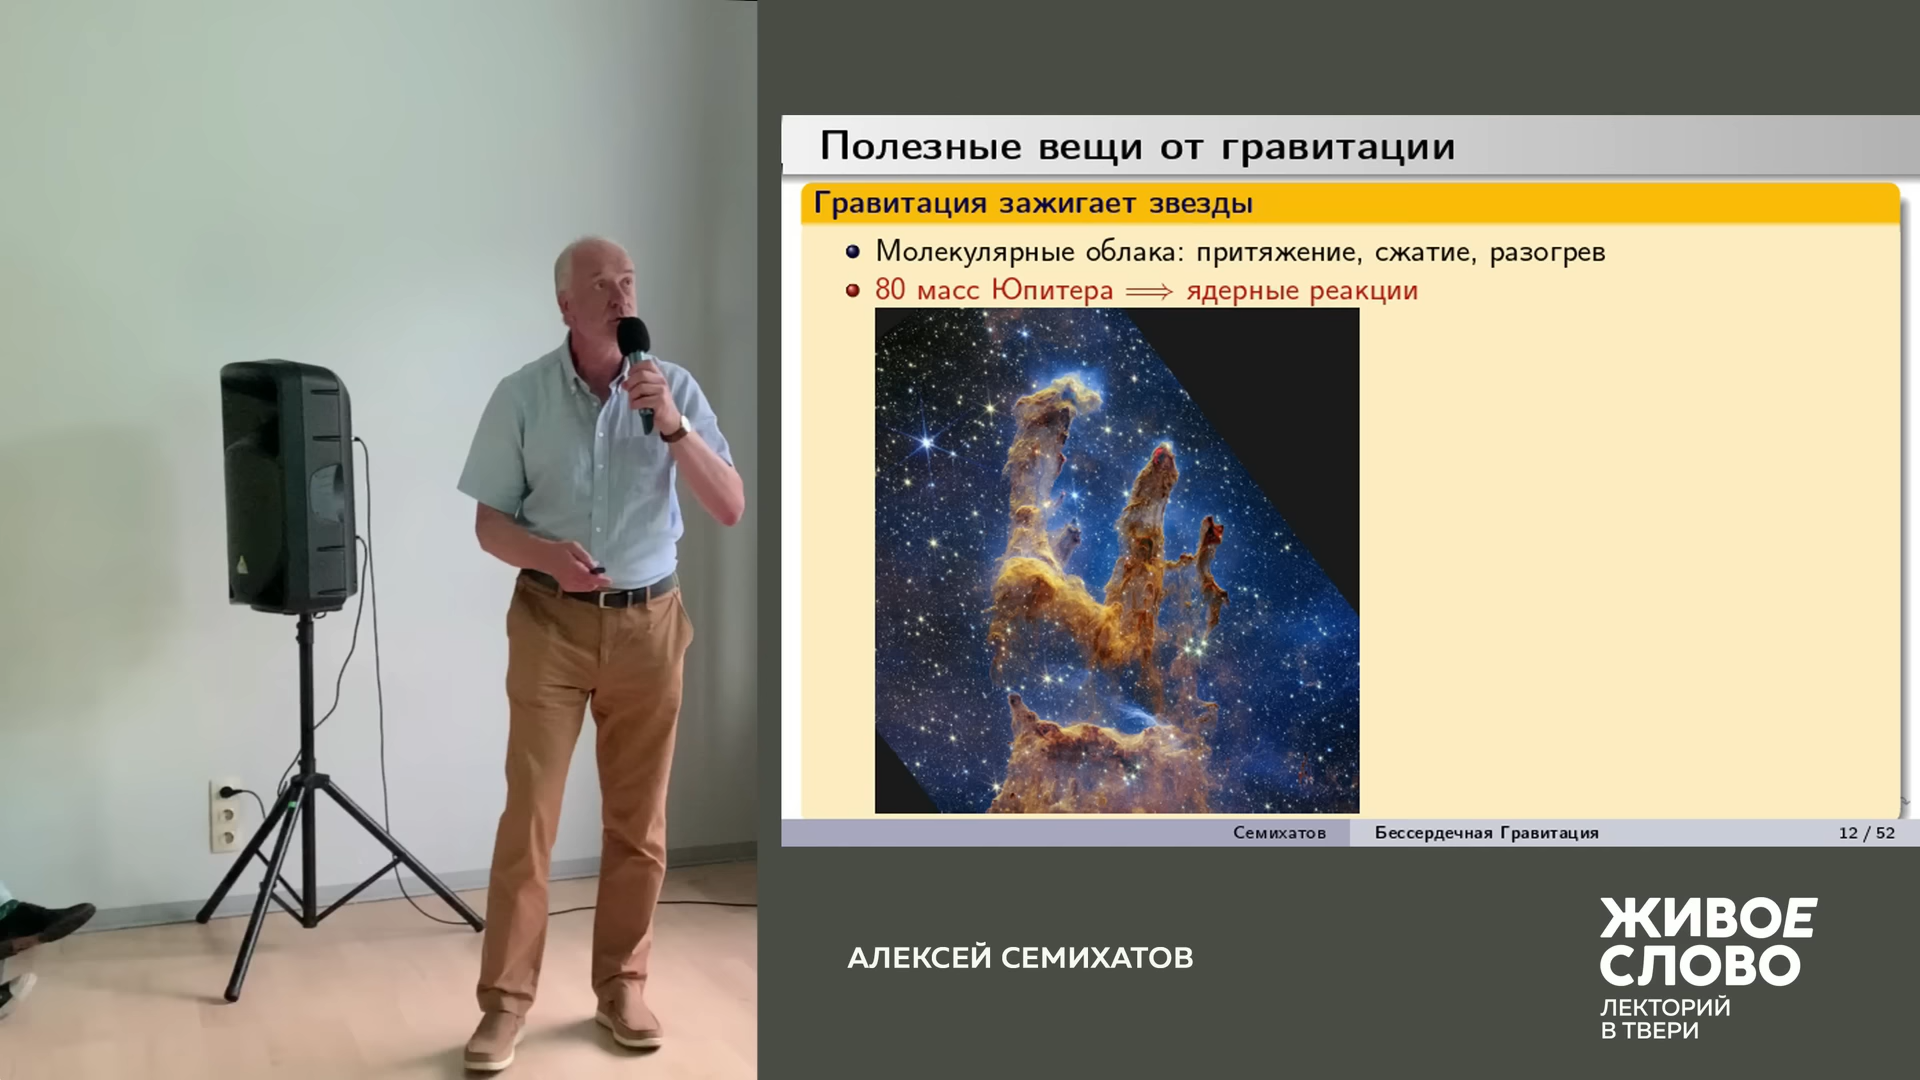 Полезные вещи от гравитации
Гравитация зажигает звезды
Молекулярные облака: притяжение, сжатие, разогрев
80 масс Юпитера ⟹ ядерные реакции
Семихатов
Бессердечная Гравитация
12 / 52
АЛЕКСЕЙ СЕМИХАТОВ
ЖИВОЕ
СЛОВО
ЛЕКТОРИЙ
В ТВЕРИ